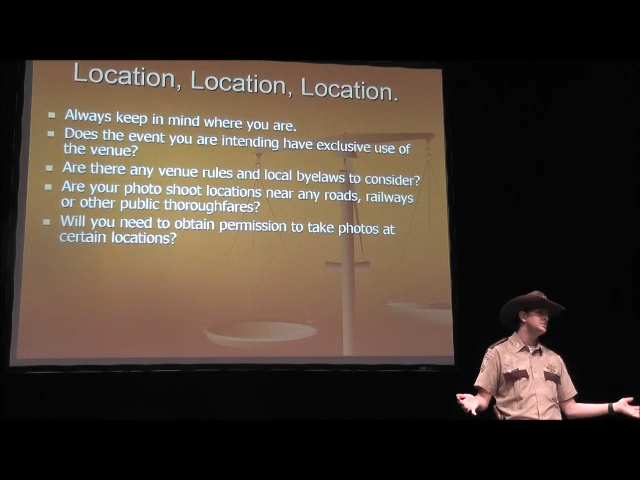 Location, Location, Location.
Always keep in mind where you are.
Does the event you are intending have exclusive use of
the venue?
Are there any venue rules and local byelaws to consider?
Are your photo shoot locations near any roads, railways
or other public thoroughfares?
Will you need to obtain permission to take photos at
certain locations?